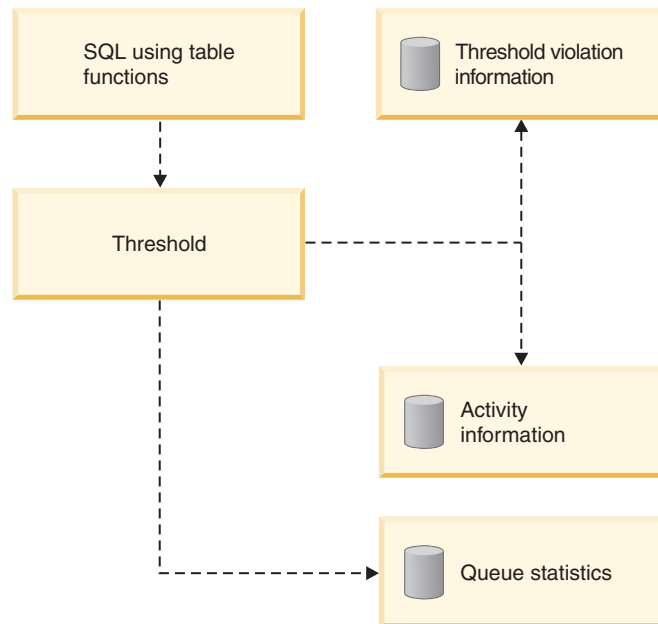 SQL using table
functions
Threshold violation
information
Threshold
Activity
information
Queue statistics